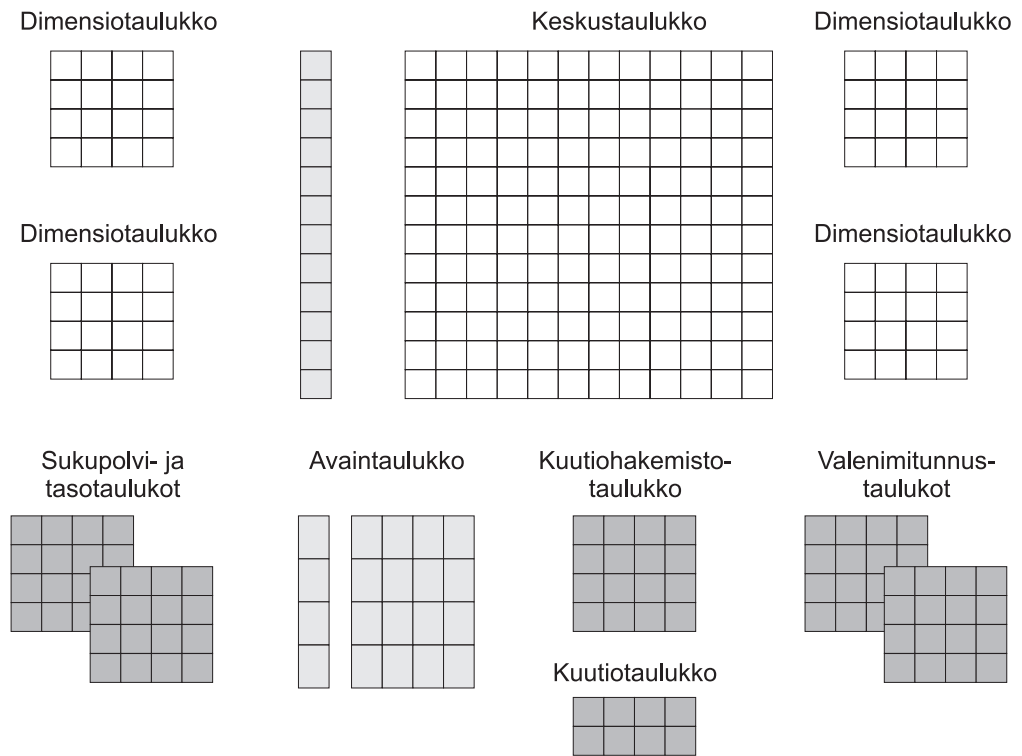 Dimensiotaulukko
Keskustaulukko
Dimensiotaulukko
Dimensiotaulukko
Dimensiotaulukko
Sukupolvi- ja
tasotaulukot
Avaintaulukko
Kuutiohakemisto-
taulukko
Valenimitunnus-
taulukot
Kuutiotaulukko